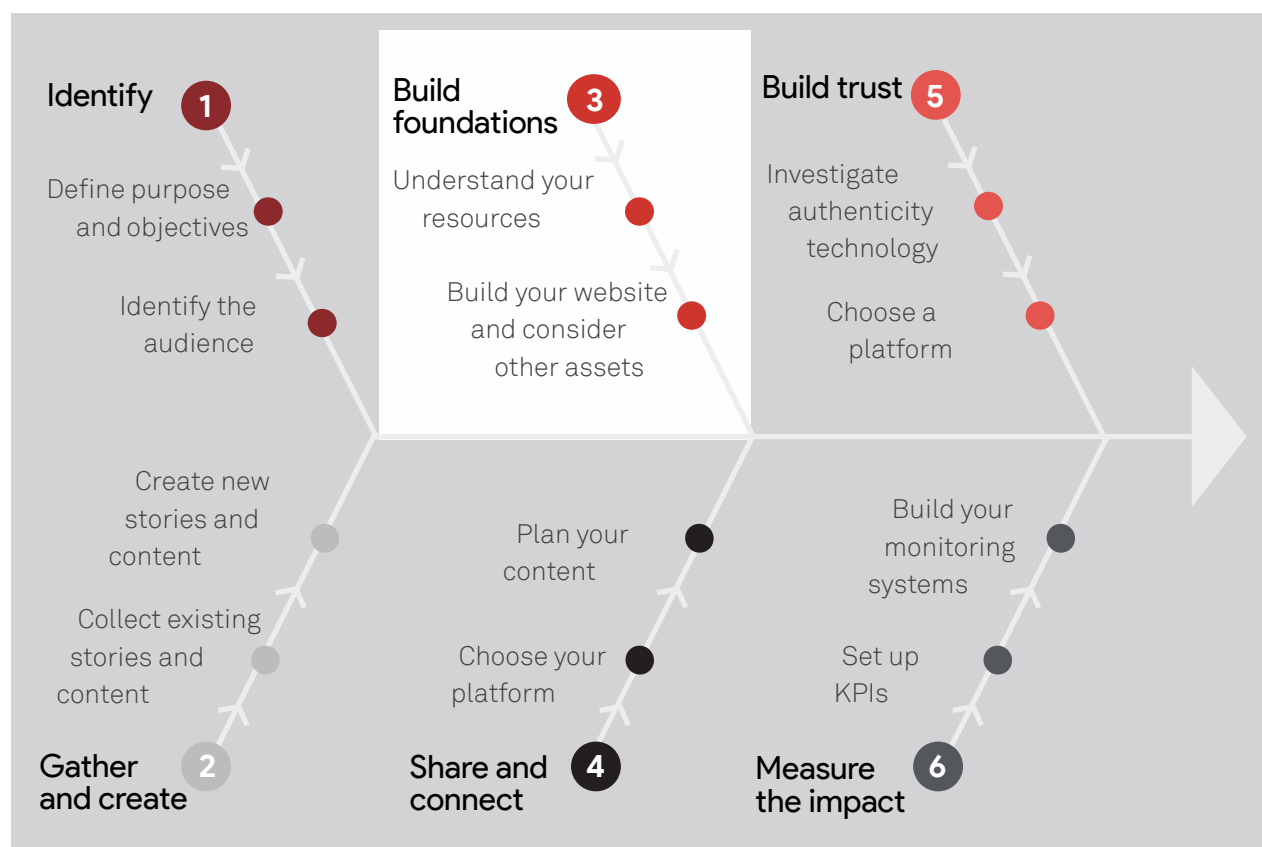 Identify
1
Define purpose
and objectives
Identify the
audience
Build
foundations
3
Understand your
resources
Build your website
and consider
other assets
Build trust
5
Investigate
authenticity
technology
Choose a
platform
Create new
stories and
content
Collect existing
stories and
content
Gather
and create
2
Plan your
content
Choose your
platform
Share and
connect
4
Build your
monitoring
systems
Set up
KPIs
Measure
the impact
6